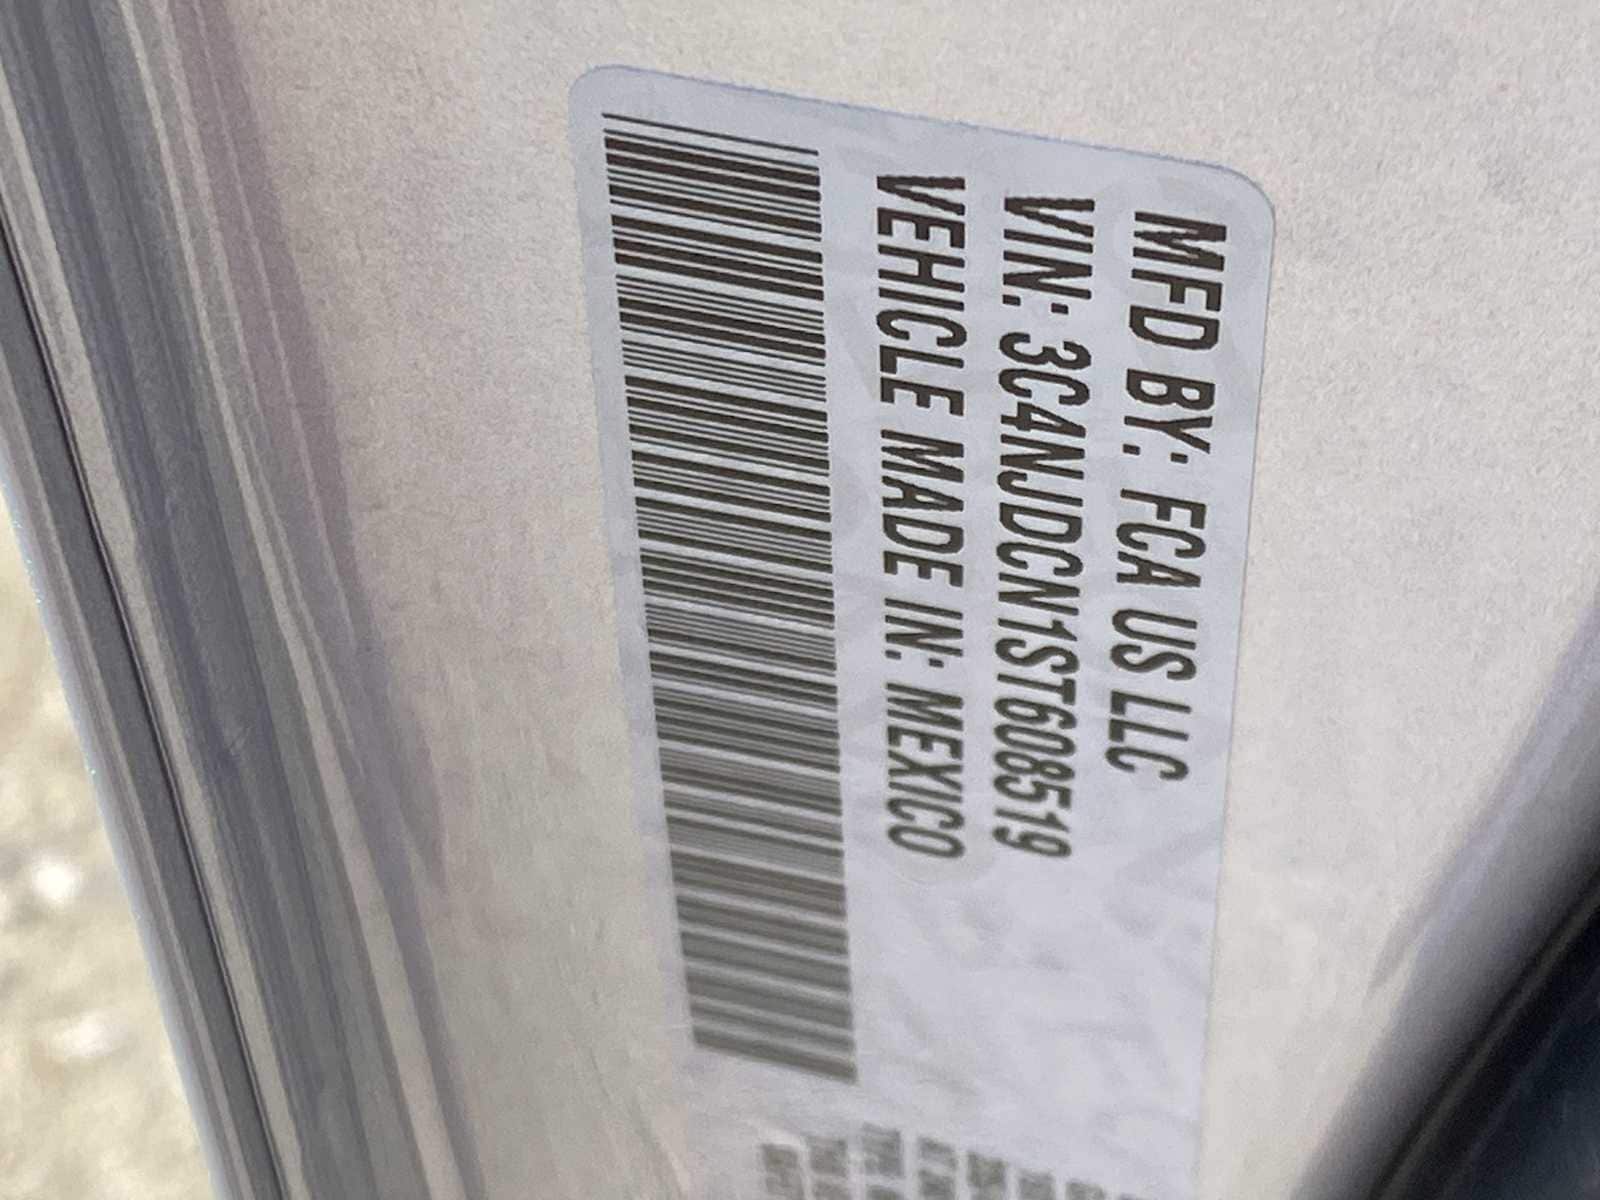 MFD BY: FCA US LLC
VIN: 3C4NJDCN1ST608519
VEHICLE MADE IN: MEXICO